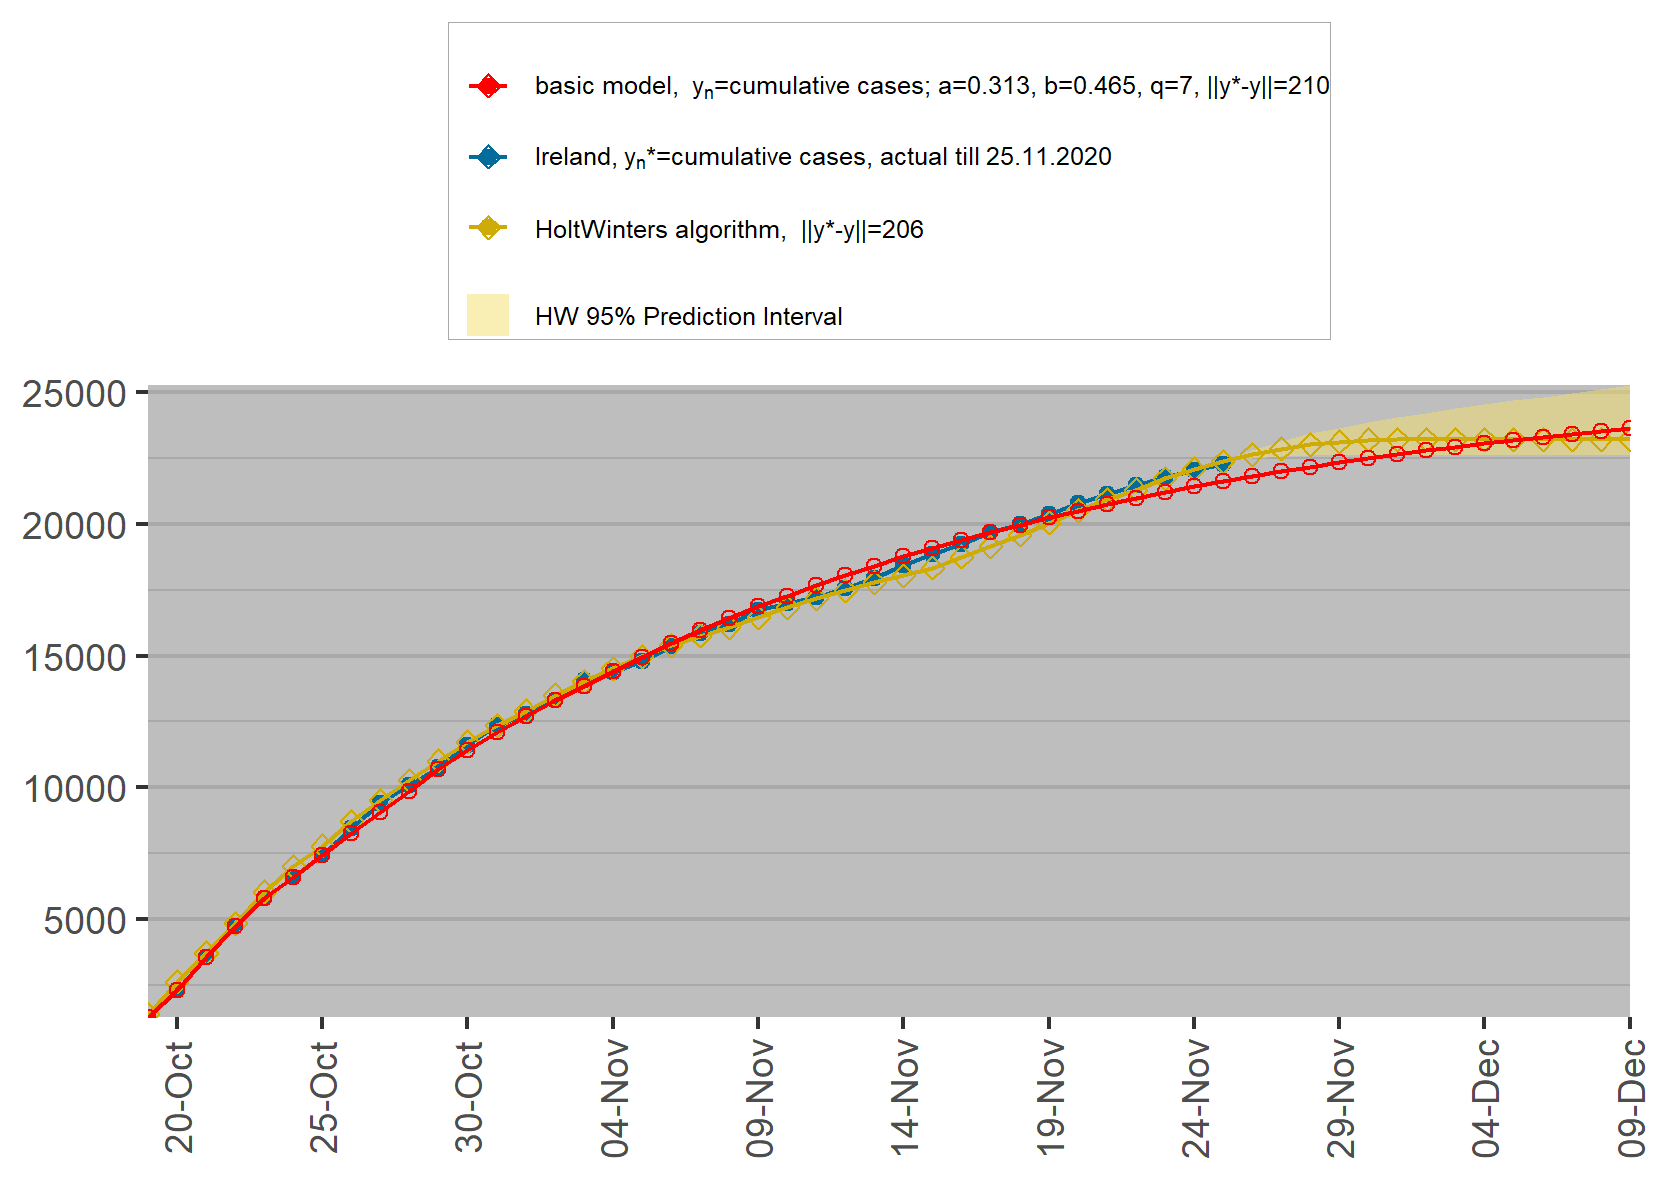 basic model, yₙ=cumulative cases; a=0.313, b=0.465, q=7, ||y*-y||=210
Ireland, yₙ*=cumulative cases, actual till 25.11.2020
HoltWinters algorithm, ||y*-y||=206
HW 95% Prediction Interval
25000
20000
15000
10000
5000
20-Oct
25-Oct
30-Oct
04-Nov
09-Nov
14-Nov
19-Nov
24-Nov
29-Nov
04-Dec
09-Dec